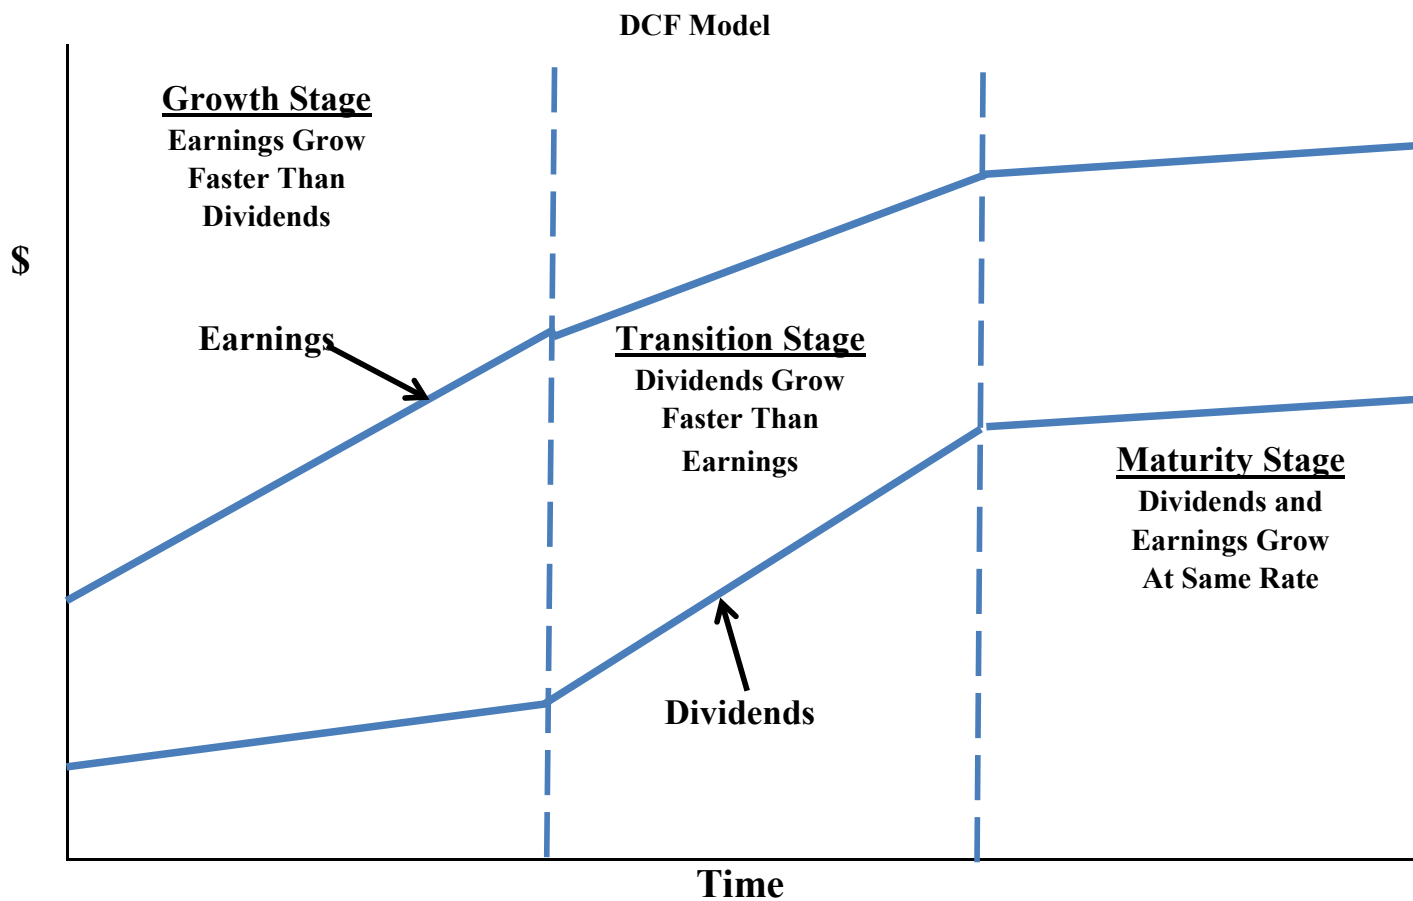 DCF Model
Growth Stage
Earnings Grow
Faster Than
Dividends
$
Earnings
Transition Stage
Dividends Grow
Faster Than
Earnings
Maturity Stage
Dividends and
Earnings Grow
At Same Rate
Dividends
Time